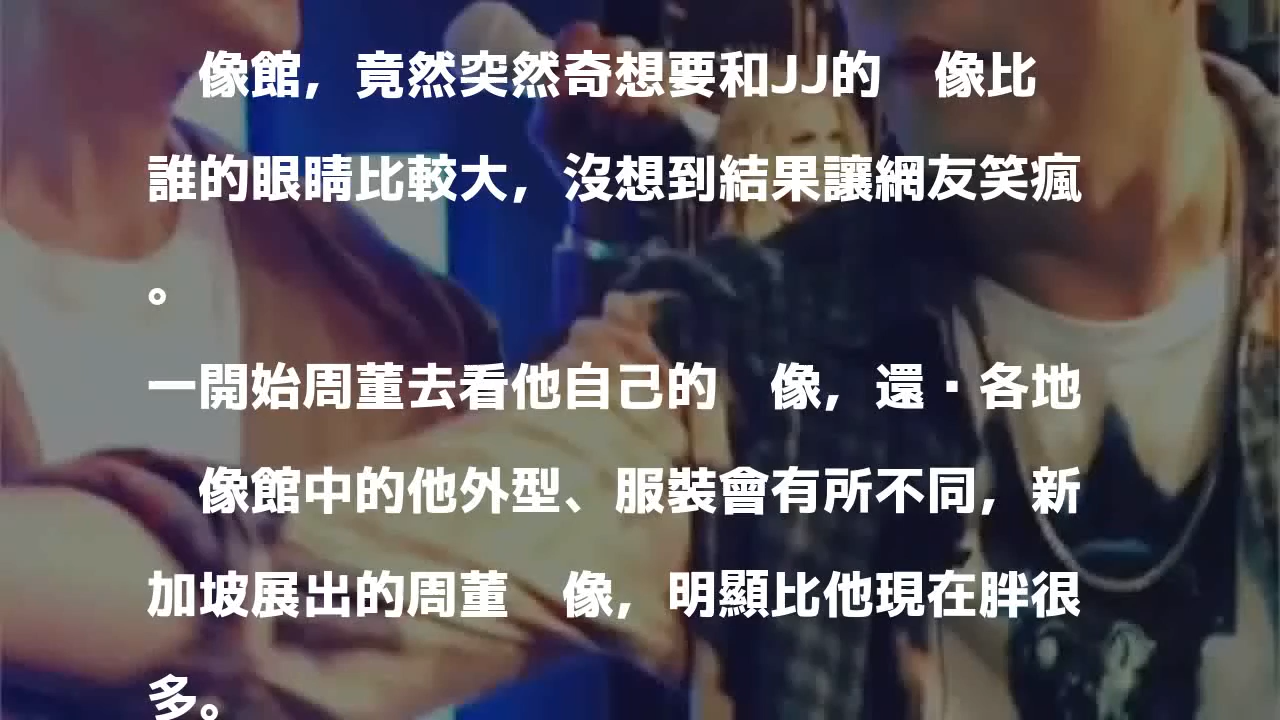 像館，竟然突然奇想要和JJ的　像比
誰的眼睛比較大，沒想到結果讓網友笑瘋
。
一開始周董去看他自己的　像，還▪各地
像館中的他外型、服裝會有所不同，新
加坡展出的周董　像，明顯比他現在胖很
多。